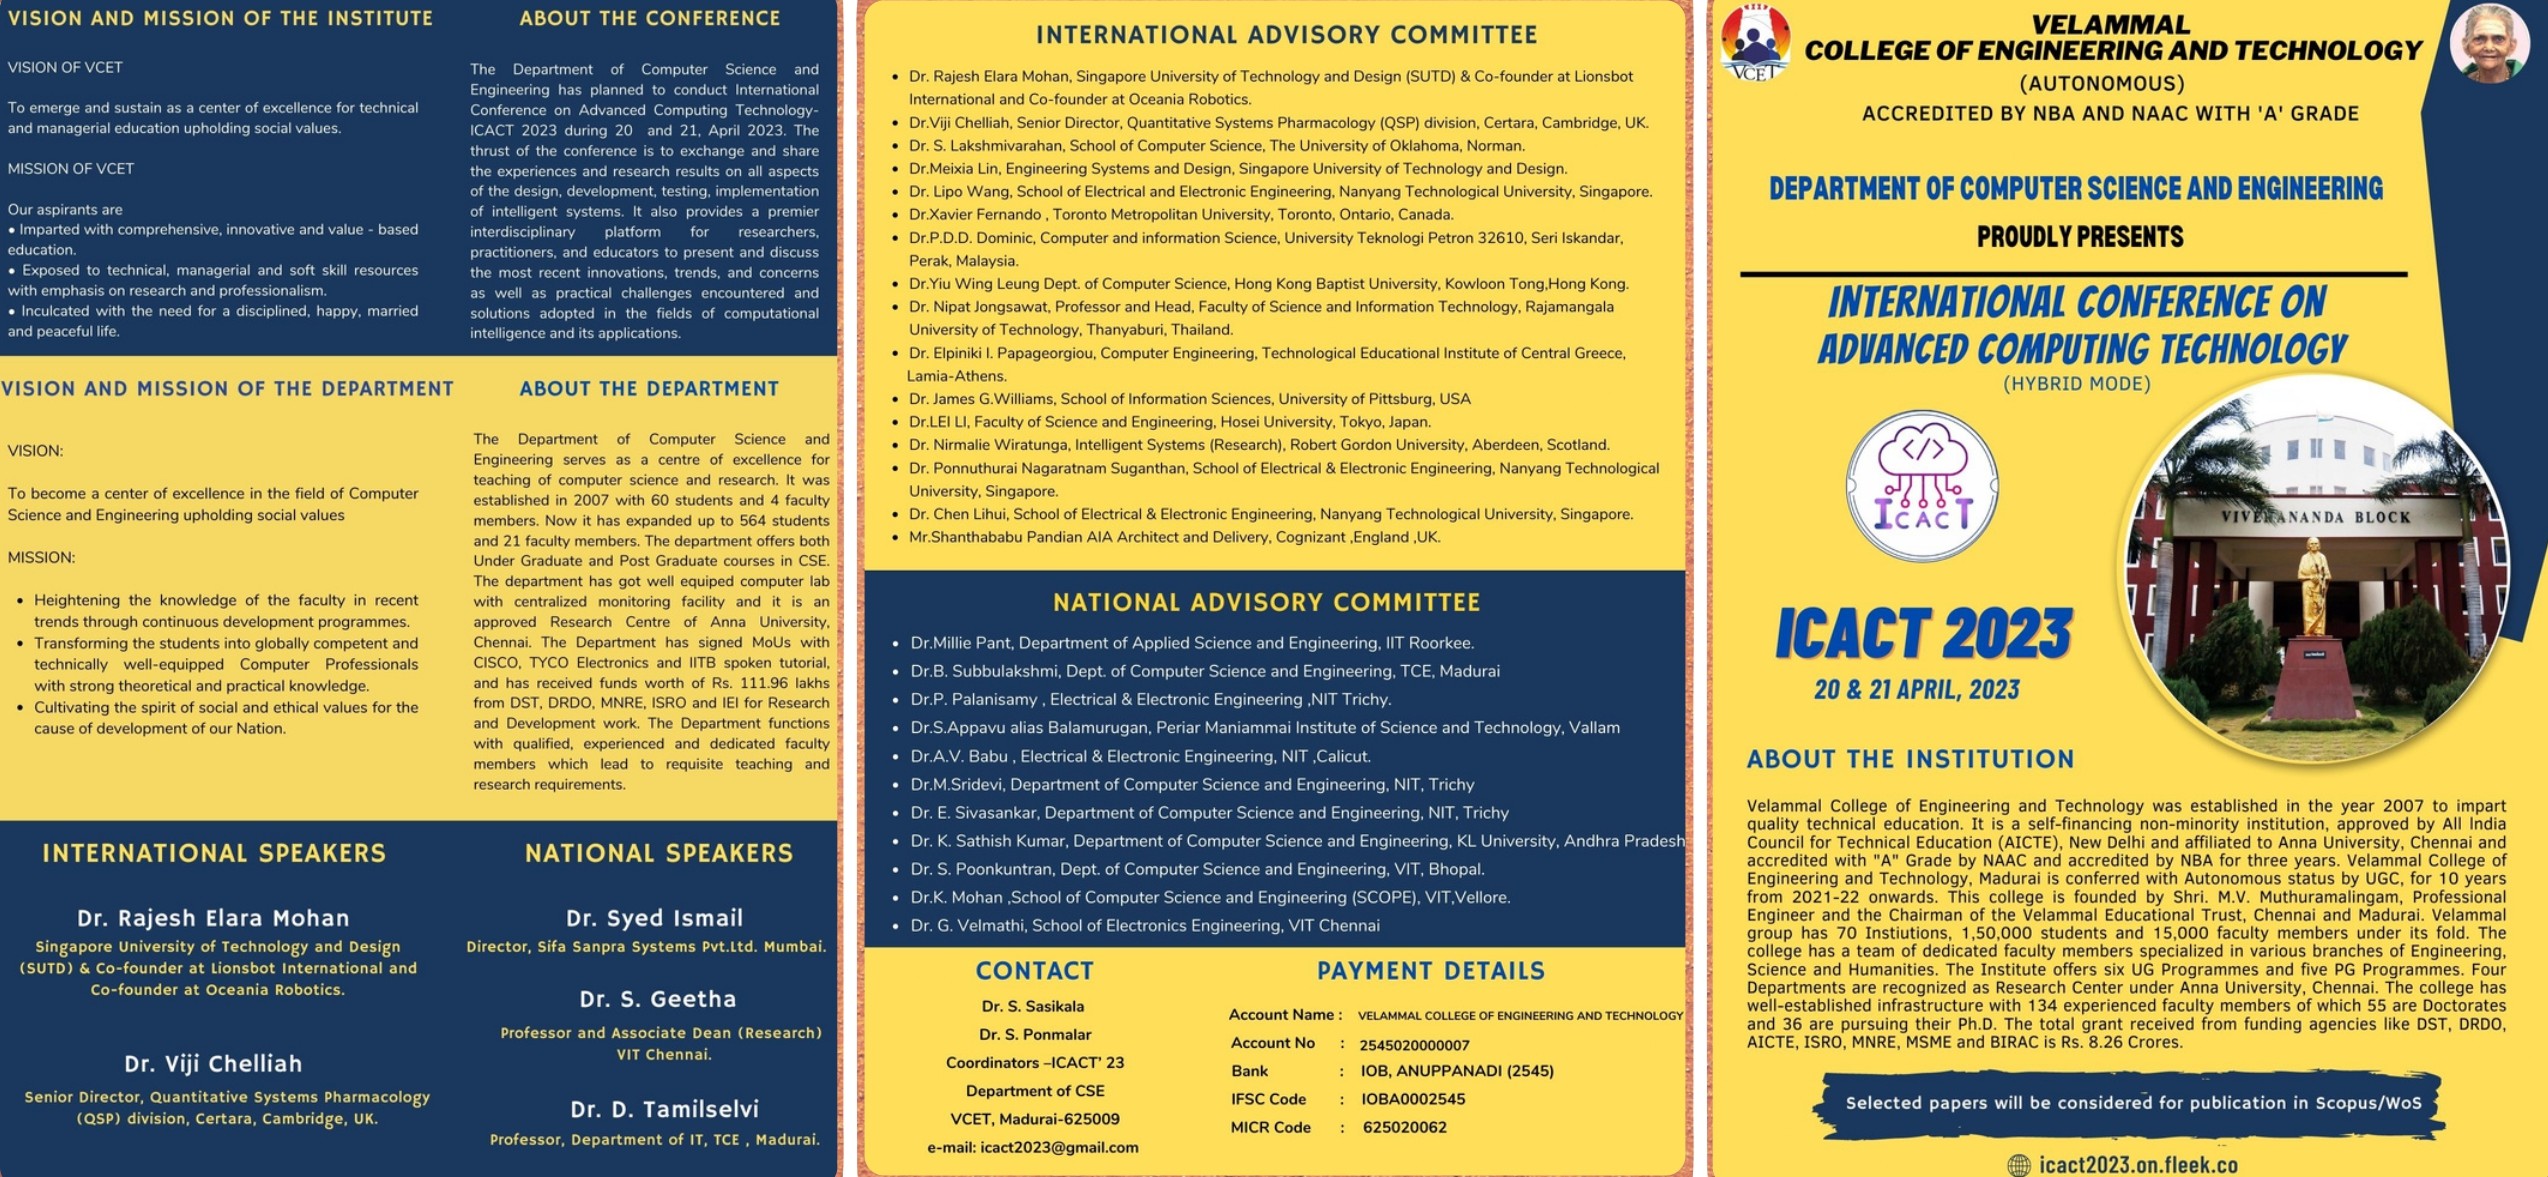 VISION AND MISSION OF THE INSTITUTE
VISION OF VCET
To emerge and sustain as a center of excellence for technical
and managerial education upholding social values.
MISSION OF VCET
Our aspirants are
• Imparted with comprehensive, innovative and value - based
education.
• Exposed to technical, managerial and soft skill resources
with emphasis on research and professionalism.
• Inculcated with the need for a disciplined, happy, married
and peaceful life.
ABOUT THE CONFERENCE
The Department of Computer Science and
Engineering has planned to conduct International
Conference on Advanced Computing Technology-
ICACT 2023 during 20 and 21, April 2023. The
thrust of the conference is to exchange and share
the experiences and research results on all aspects
of the design, development, testing, implementation
of intelligent systems. It also provides a premier
interdisciplinary platform for researchers,
practitioners, and educators to present and discuss
the most recent innovations, trends, and concerns
as well as practical challenges encountered and
solutions adopted in the fields of computational
intelligence and its applications.
VISION AND MISSION OF THE DEPARTMENT
VISION:
To become a center of excellence in the field of Computer
Science and Engineering upholding social values
MISSION:
• Heightening the knowledge of the faculty in recent
trends through continuous development programmes.
• Transforming the students into globally competent and
technically well-equipped Computer Professionals
with strong theoretical and practical knowledge.
• Cultivating the spirit of social and ethical values for the
cause of development of our Nation.
ABOUT THE DEPARTMENT
The Department of Computer Science and
Engineering serves as a centre of excellence for
teaching of computer science and research. It was
established in 2007 with 60 students and 4 faculty
members. Now it has expanded up to 564 students
and 21 faculty members. The department offers both
Under Graduate and Post Graduate courses in CSE.
The department has got well equiped computer lab
with centralized monitoring facility and it is an
approved Research Centre of Anna University,
Chennai. The Department has signed MoUs with
CISCO, TYCO Electronics and IITB spoken tutorial,
and has received funds worth of Rs. 111.96 lakhs
from DST, DRDO, MNRE, ISRO and IEI for Research
and Development work. The Department functions
with qualified, experienced and dedicated faculty
members which lead to requisite teaching and
research requirements.
INTERNATIONAL SPEAKERS
Dr. Rajesh Elara Mohan
Singapore University of Technology and Design
(SUTD) & Co-founder at Lionsbot International and
Co-founder at Oceania Robotics.
Dr. Viji Chelliah
Senior Director, Quantitative Systems Pharmacology
(QSP) division, Certara, Cambridge, UK.
NATIONAL SPEAKERS
Dr. Syed Ismail
Director, Sifa Sanpra Systems Pvt.Ltd. Mumbai.
Dr. S. Geetha
Professor and Associate Dean (Research)
VIT Chennai.
Dr. D. Tamilselvi
Professor, Department of IT, TCE , Madurai.
INTERNATIONAL ADVISORY COMMITTEE
• Dr. Rajesh Elara Mohan, Singapore University of Technology and Design (SUTD) & Co-founder at Lionsbot
International and Co-founder at Oceania Robotics.
• Dr.Viji Chelliah, Senior Director, Quantitative Systems Pharmacology (QSP) division, Certara, Cambridge, UK.
• Dr. S. Lakshmivarahan, School of Computer Science, The University of Oklahoma, Norman.
• Dr.Meixia Lin, Engineering Systems and Design, Singapore University of Technology and Design.
• Dr. Lipo Wang, School of Electrical and Electronic Engineering, Nanyang Technological University, Singapore.
• Dr.Xavier Fernando , Toronto Metropolitan University, Toronto, Ontario, Canada.
• Dr.P.D.D. Dominic, Computer and information Science, University Teknologi Petron 32610, Seri Iskandar,
Perak, Malaysia.
• Dr.Yiu Wing Leung Dept. of Computer Science, Hong Kong Baptist University, Kowloon Tong,Hong Kong.
• Dr. Nipat Jongsawat, Professor and Head, Faculty of Science and Information Technology, Rajamangala
University of Technology, Thanyaburi, Thailand.
• Dr. Elpiniki I. Papageorgiou, Computer Engineering, Technological Educational Institute of Central Greece,
Lamia-Athens.
• Dr. James G.Williams, School of Information Sciences, University of Pittsburg, USA
• Dr.LEI LI, Faculty of Science and Engineering, Hosei University, Tokyo, Japan.
• Dr. Nirmalie Wiratunga, Intelligent Systems (Research), Robert Gordon University, Aberdeen, Scotland.
• Dr. Ponnuthurai Nagaratnam Suganthan, School of Electrical & Electronic Engineering, Nanyang Technological
University, Singapore.
• Dr. Chen Lihui, School of Electrical & Electronic Engineering, Nanyang Technological University, Singapore.
• Mr.Shanthababu Pandian AIA Architect and Delivery, Cognizant ,England ,UK.
NATIONAL ADVISORY COMMITTEE
• Dr.Millie Pant, Department of Applied Science and Engineering, IIT Roorkee.
• Dr.B. Subbulakshmi, Dept. of Computer Science and Engineering, TCE, Madurai
• Dr.P. Palanisamy , Electrical & Electronic Engineering ,NIT Trichy.
• Dr.S.Appavu alias Balamurugan, Periar Maniammai Institute of Science and Technology, Vallam
• Dr.A.V. Babu , Electrical & Electronic Engineering, NIT ,Calicut.
• Dr.M.Sridevi, Department of Computer Science and Engineering, NIT, Trichy
• Dr. E. Sivasankar, Department of Computer Science and Engineering, NIT, Trichy
• Dr. K. Sathish Kumar, Department of Computer Science and Engineering, KL University, Andhra Pradesh
• Dr. S. Poonkuntran, Dept. of Computer Science and Engineering, VIT, Bhopal.
• Dr.K. Mohan ,School of Computer Science and Engineering (SCOPE), VIT,Vellore.
• Dr. G. Velmathi, School of Electronics Engineering, VIT Chennai
CONTACT
Dr. S. Sasikala
Dr. S. Ponmalar
Coordinators –ICACT' 23
Department of CSE
VCET, Madurai-625009
e-mail: icact2023@gmail.com
PAYMENT DETAILS
Account Name : VELAMMAL COLLEGE OF ENGINEERING AND TECHNOLOGY
Account No : 2545020000007
Bank : IOB, ANUPPANADI (2545)
IFSC Code : IOBA0002545
MICR Code : 625020062
VCET
VELAMMAL
COLLEGE OF ENGINEERING AND TECHNOLOGY
(AUTONOMOUS)
ACCREDITED BY NBA AND NAAC WITH 'A' GRADE
DEPARTMENT OF COMPUTER SCIENCE AND ENGINEERING
PROUDLY PRESENTS
INTERNATIONAL CONFERENCE ON
ADVANCED COMPUTING TECHNOLOGY
(HYBRID MODE)
</>
ICACT
VIVEKANANDA BLOCK
ICACT 2023
20 & 21 APRIL, 2023
ABOUT THE INSTITUTION
Velammal College of Engineering and Technology was established in the year 2007 to impart
quality technical education. It is a self-financing non-minority institution, approved by All India
Council for Technical Education (AICTE), New Delhi and affiliated to Anna University, Chennai and
accredited with "A" Grade by NAAC and accredited by NBA for three years. Velammal College of
Engineering and Technology, Madurai is conferred with Autonomous status by UGC, for 10 years
from 2021-22 onwards. This college is founded by Shri. M.V. Muthuramalingam, Professional
Engineer and the Chairman of the Velammal Educational Trust, Chennai and Madurai. Velammal
group has 70 Instiutions, 1,50,000 students and 15,000 faculty members under its fold. The
college has a team of dedicated faculty members specialized in various branches of Engineering,
Science and Humanities. The Institute offers six UG Programmes and five PG Programmes. Four
Departments are recognized as Research Center under Anna University, Chennai. The college has
well-established infrastructure with 134 experienced faculty members of which 55 are Doctorates
and 36 are pursuing their Ph.D. The total grant received from funding agencies like DST, DRDO,
AICTE, ISRO, MNRE, MSME and BIRAC is Rs. 8.26 Crores.
Selected papers will be considered for publication in Scopus/WoS
icact2023.on.fleek.co